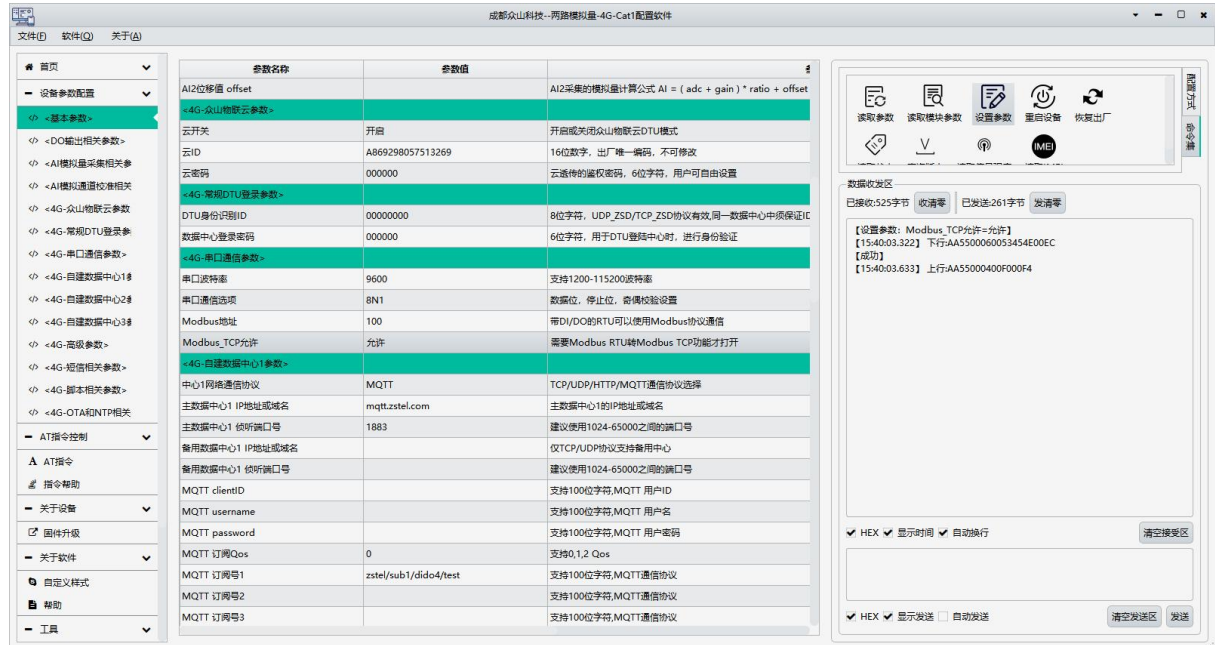 成都众山科技--两路模拟量-4G-Cat1配置软件
文件(F) 软件(Q) 关于(A)
首页
设备参数配置
<基本参数>
<DO输出相关参数>
<AI模拟量采集相关参
<AI模拟通道校准相关
<4G-众山物联云参数
<4G-常规DTU登录参
<4G-串口通信参数>
<4G-自建数据中心1参
<4G-自建数据中心2参
<4G-自建数据中心3参
<4G-高级参数>
<4G-短信相关参数>
<4G-脚本相关参数>
<4G-OTA和NTP相关
AT指令控制
AT指令
指令帮助
关于设备
固件升级
关于软件
自定义样式
帮助
工具
参数名称 参数值
AI2位移值 offset AI2采集的模拟量计算公式 AI = ( adc + gain ) * ratio + offset
<4G-众山物联云参数>
云开关 开启 开启或关闭众山物联云DTU模式
云ID A869298057513269 16位数字，出厂唯一编码，不可修改
云密码 000000 云透传的鉴权密码，6位字符，用户可自由设置
<4G-常规DTU登录参数>
DTU身份识别ID 00000000 8位字符，UDP_ZSD/TCP_ZSD协议有效,同一数据中心中须保证ID
数据中心登录密码 000000 6位字符，用于DTU登陆中心时，进行身份验证
<4G-串口通信参数>
串口波特率 9600 支持1200-115200波特率
串口通信选项 8N1 数据位，停止位，奇偶校验设置
Modbus地址 100 带DI/DO的RTU可以使用Modbus协议通信
Modbus_TCP允许 允许 需要Modbus RTU转Modbus TCP功能才打开
<4G-自建数据中心1参数>
中心1网络通信协议 MQTT TCP/UDP/HTTP/MQTT通信协议选择
主数据中心1 IP地址或域名 mqtt.zstel.com 主数据中心1的IP地址或域名
主数据中心1 侦听端口号 1883 建议使用1024-65000之间的端口号
备用数据中心1 IP地址或域名 仅TCP/UDP协议支持备用中心
备用数据中心1 侦听端口号 建议使用1024-65000之间的端口号
MQTT clientID 支持100位字符,MQTT 用户ID
MQTT username 支持100位字符,MQTT 用户名
MQTT password 支持100位字符,MQTT 用户密码
MQTT 订阅Qos 0 支持0,1,2 Qos
MQTT 订阅号1 zstel/sub1/dido4/test 支持100位字符,MQTT通信协议
MQTT 订阅号2 支持100位字符,MQTT通信协议
MQTT 订阅号3 支持100位字符,MQTT通信协议
读取参数 读取模块参数 设置参数 重启设备 恢复出厂
IMEI
配置方式
命令集
数据收发区
已接收:525字节 收清零 已发送:261字节 发清零
【设置参数：Modbus_TCP允许=允许】
【15:40:03.322】 下行:AA5500060053454E00EC
【成功】
【15:40:03.633】 上行:AA55000400F000F4
HEX 显示时间 自动换行 清空接受区
HEX 显示发送 自动发送 清空发送区 发送